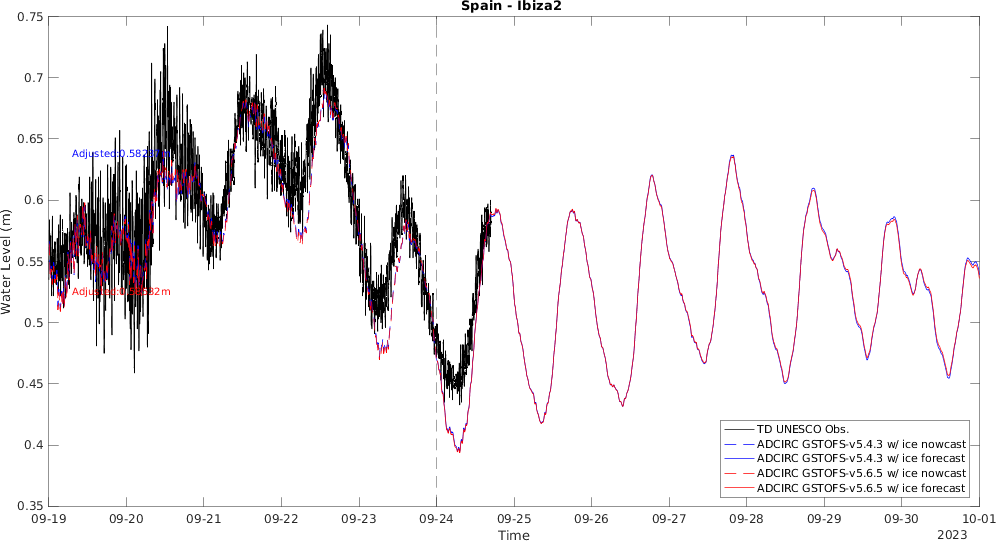 Spain - Ibiza2
0.75
0.7
0.65
0.6
0.55
0.5
0.45
0.4
0.35
Water Level (m)
TD UNESCO Obs.
ADCIRC GSTOFS-v5.4.3 w/ ice nowcast
ADCIRC GSTOFS-v5.4.3 w/ ice forecast
ADCIRC GSTOFS-v5.6.5 w/ ice nowcast
ADCIRC GSTOFS-v5.6.5 w/ ice forecast
09-19 09-20 09-21 09-22 09-23 09-24 09-25 09-26 09-27 09-28 09-29 09-30 10-01
Time
2023